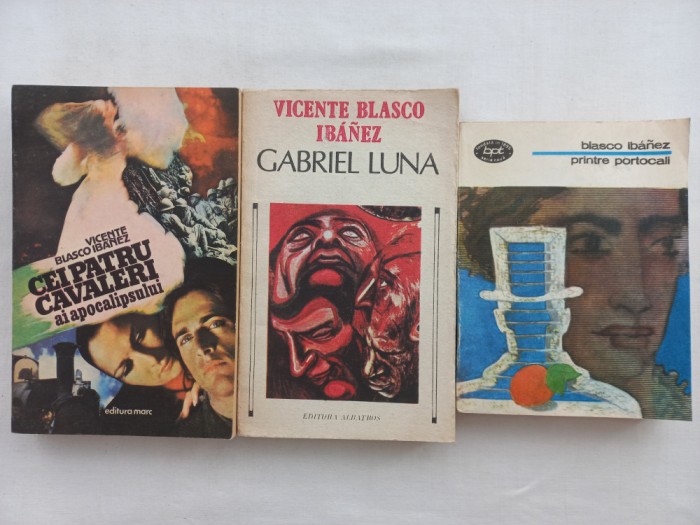 VICENTE
BLASCO IBÁÑEZ
CEI PATRU
CAVALERI
ai apocalipsului
editura marc
VICENTE BLASCO
IBÁÑEZ
GABRIEL LUNA
EDITURA ALBATROS
bpt
blasco ibáñez
printre portocali